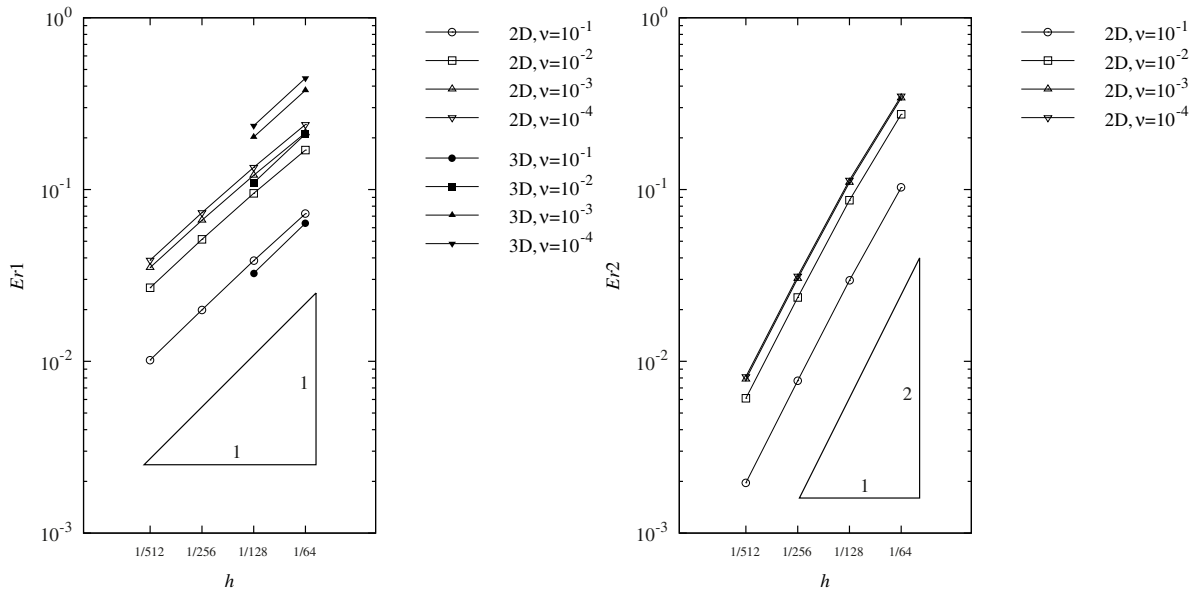 10^0
10^-1
10^-2
10^-3
Er1
1/512 1/256 1/128 1/64
h
1
1
2D, ν=10^-1
2D, ν=10^-2
2D, ν=10^-3
2D, ν=10^-4
3D, ν=10^-1
3D, ν=10^-2
3D, ν=10^-3
3D, ν=10^-4
10^0
10^-1
10^-2
10^-3
Er2
1/512 1/256 1/128 1/64
h
2
1
2D, ν=10^-1
2D, ν=10^-2
2D, ν=10^-3
2D, ν=10^-4